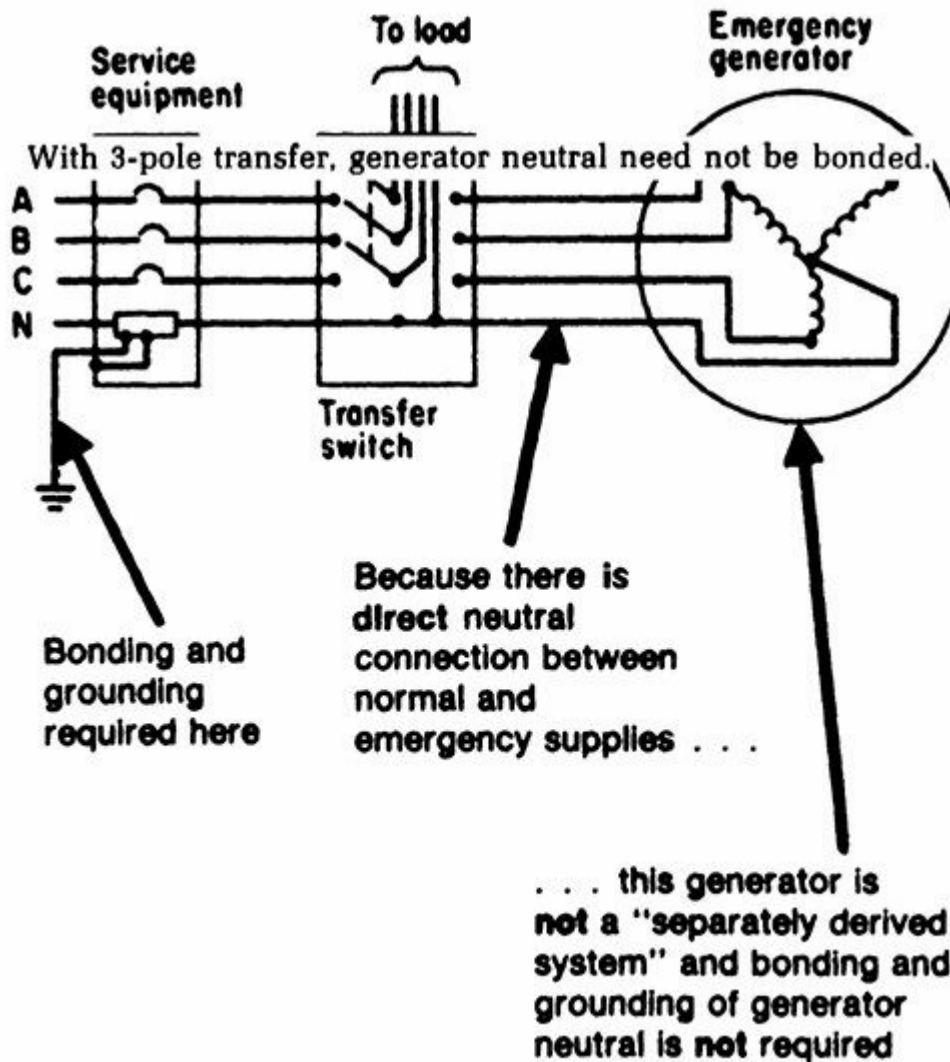 To load
Emergency
generator
Service
equipment
With 3-pole transfer, generator neutral need not be bonded.
A
B
C
N
Transfer
switch
Because there is
direct neutral
connection between
normal and
emergency supplies . . .
Bonding and
grounding
required here
. . . this generator is
not a "separately derived
system" and bonding and
grounding of generator
neutral is not required